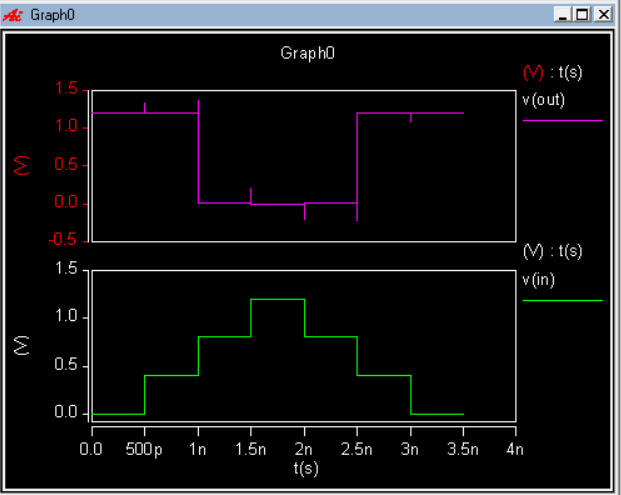 Graph0
Graph0
(V) : t(s)
v(out)
1.5
1.0
0.5
0.0
-0.5
(V)
(V) : t(s)
v(in)
1.5
1.0
0.5
0.0
(V)
0.0 500p 1n 1.5n 2n 2.5n 3n 3.5n 4n
t(s)